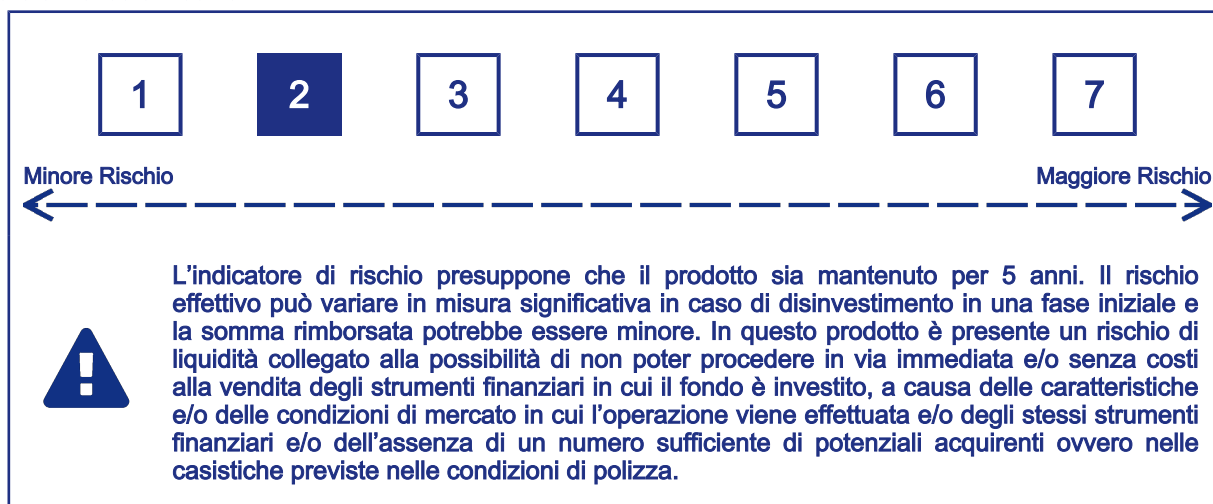 1 2 3 4 5 6 7
Minore Rischio Maggiore Rischio
L'indicatore di rischio presuppone che il prodotto sia mantenuto per 5 anni. Il rischio
effettivo può variare in misura significativa in caso di disinvestimento in una fase iniziale e
la somma rimborsata potrebbe essere minore. In questo prodotto è presente un rischio di
liquidità collegato alla possibilità di non poter procedere in via immediata e/o senza costi
alla vendita degli strumenti finanziari in cui il fondo è investito, a causa delle caratteristiche
e/o delle condizioni di mercato in cui l'operazione viene effettuata e/o degli stessi strumenti
finanziari e/o dell'assenza di un numero sufficiente di potenziali acquirenti ovvero nelle
casistiche previste nelle condizioni di polizza.